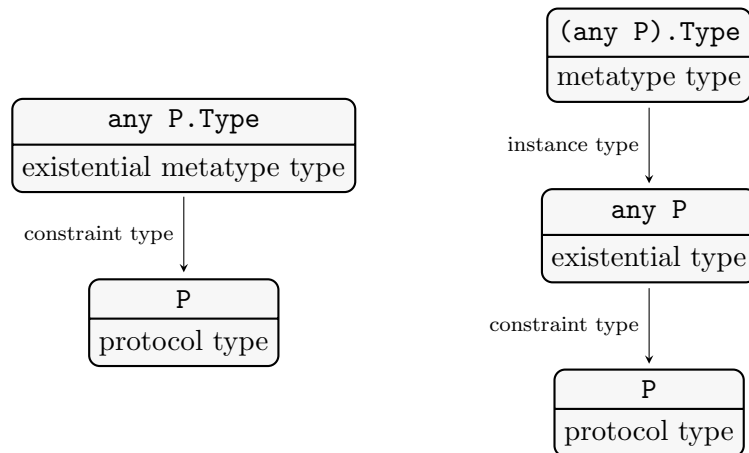 any P.Type
existential metatype type
constraint type
P
protocol type
(any P).Type
metatype type
instance type
any P
existential type
constraint type
P
protocol type